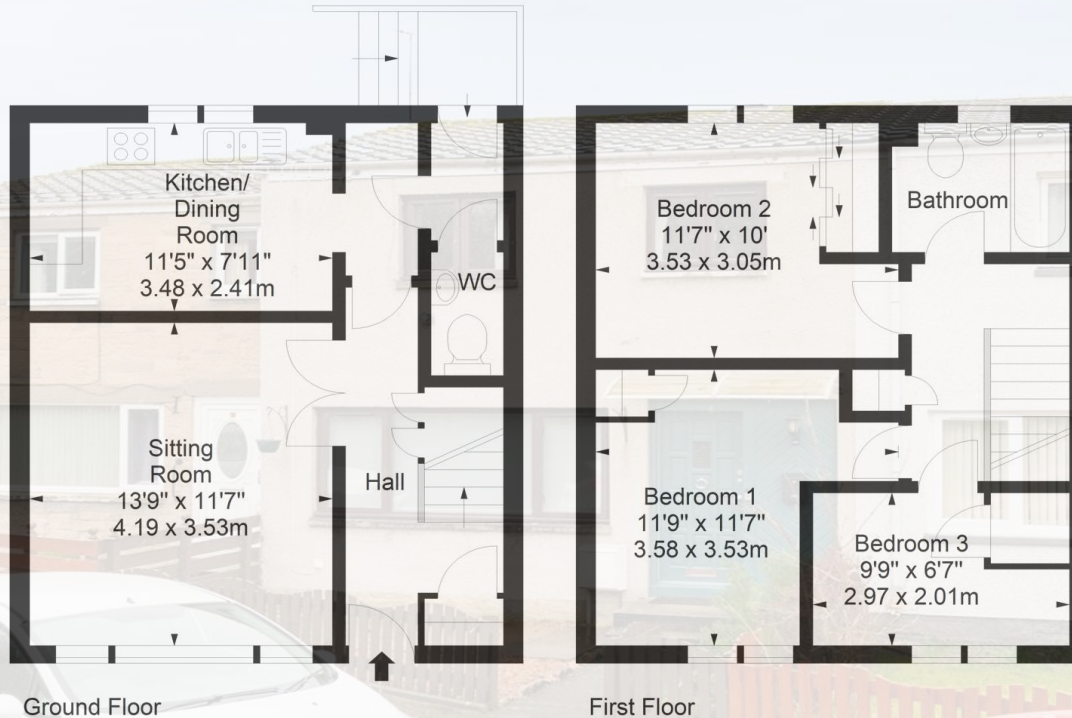 Kitchen/
Dining
Room
11'5" x 7'11"
3.48 x 2.41m
WC
Sitting
Room
13'9" x 11'7"
4.19 x 3.53m
Hall
Ground Floor
Bedroom 2
11'7" x 10'
3.53 x 3.05m
Bathroom
Bedroom 1
11'9" x 11'7"
3.58 x 3.53m
Bedroom 3
9'9" x 6'7"
2.97 x 2.01m
First Floor